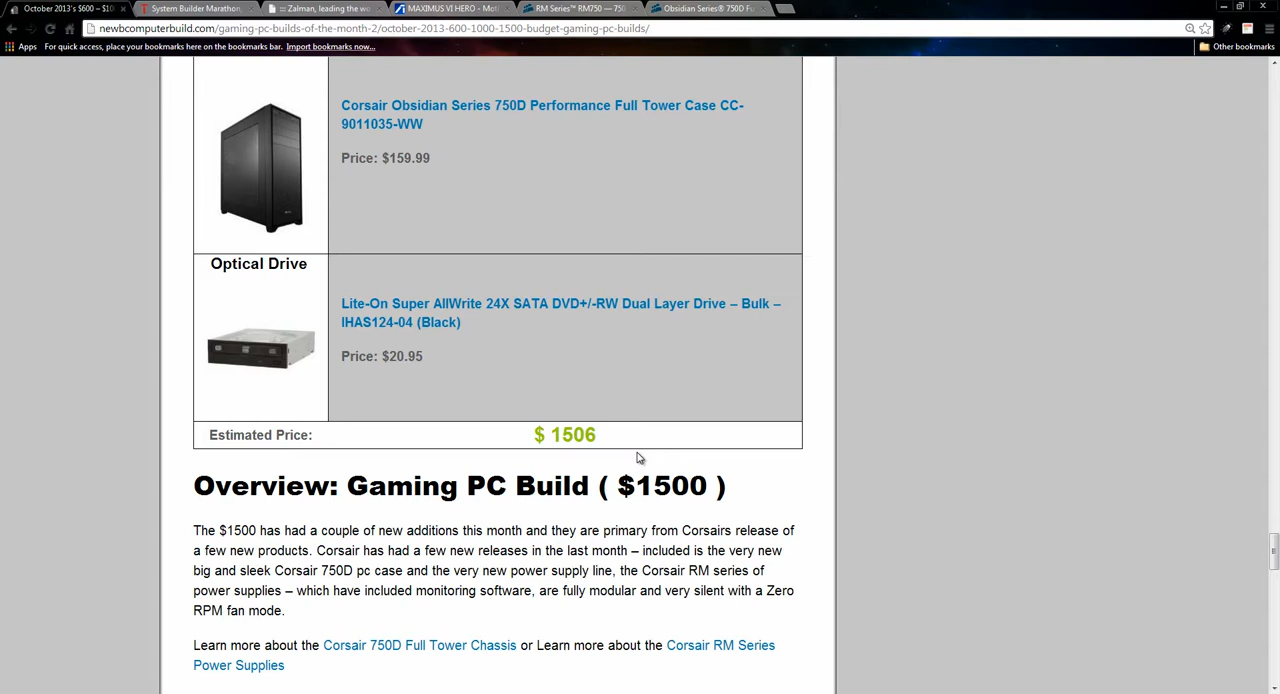 October 2013's $600 – $10
System Builder Marathon,
::: Zalman, leading the wo
MAXIMUS VI HERO - Mot
RM Series™ RM750 — 750
Obsidian Series® 750D Fu
newbcomputerbuild.com/gaming-pc-builds-of-the-month-2/october-2013-600-1000-1500-budget-gaming-pc-builds/
Apps For quick access, place your bookmarks here on the bookmarks bar. Import bookmarks now... Other bookmarks
Corsair Obsidian Series 750D Performance Full Tower Case CC-
9011035-WW
Price: $159.99
Optical Drive
Lite-On Super AllWrite 24X SATA DVD+/-RW Dual Layer Drive – Bulk –
IHAS124-04 (Black)
Price: $20.95
Estimated Price: $ 1506
Overview: Gaming PC Build ( $1500 )
The $1500 has had a couple of new additions this month and they are primary from Corsairs release of
a few new products. Corsair has had a few new releases in the last month – included is the very new
big and sleek Corsair 750D pc case and the very new power supply line, the Corsair RM series of
power supplies – which have included monitoring software, are fully modular and very silent with a Zero
RPM fan mode.
Learn more about the Corsair 750D Full Tower Chassis or Learn more about the Corsair RM Series
Power Supplies